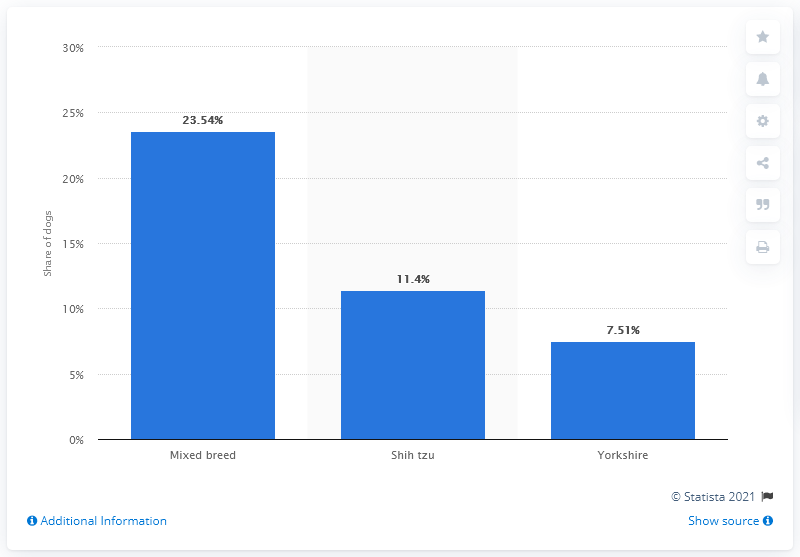 30%
25%
20%
15%
10%
5%
0%
Share of dogs
23.54%
11.4%
7.51%
Mixed breed
Shih tzu
Yorkshire
© Statista 2021
Additional Information
Show source